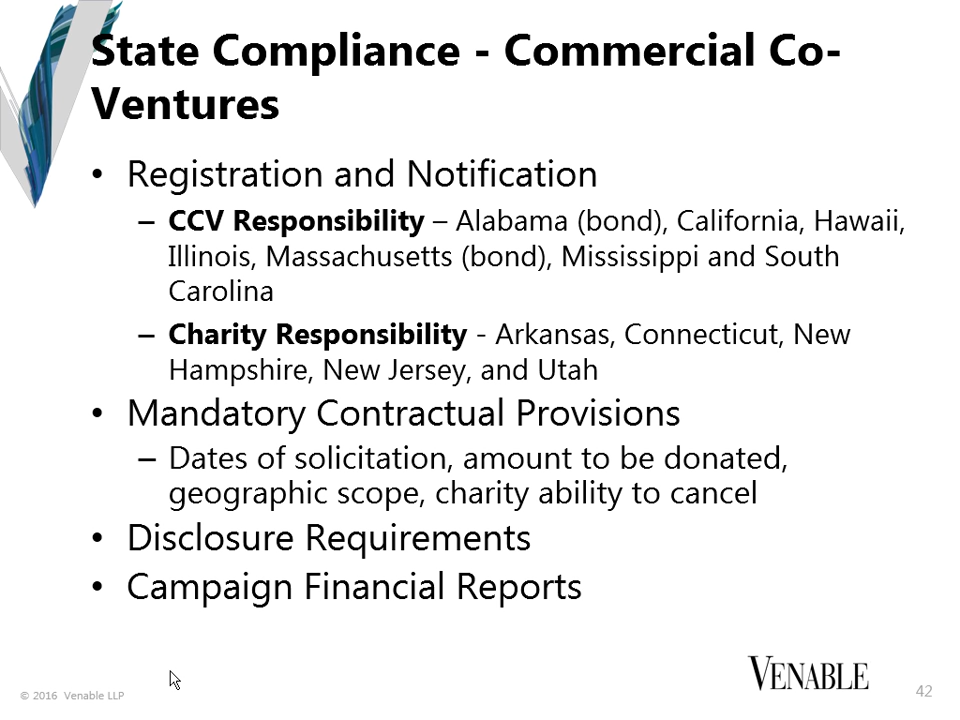 State Compliance - Commercial Co-
Ventures
• Registration and Notification
– CCV Responsibility – Alabama (bond), California, Hawaii,
Illinois, Massachusetts (bond), Mississippi and South
Carolina
– Charity Responsibility - Arkansas, Connecticut, New
Hampshire, New Jersey, and Utah
• Mandatory Contractual Provisions
– Dates of solicitation, amount to be donated,
geographic scope, charity ability to cancel
• Disclosure Requirements
• Campaign Financial Reports
© 2016 Venable LLP
VENABLE
42